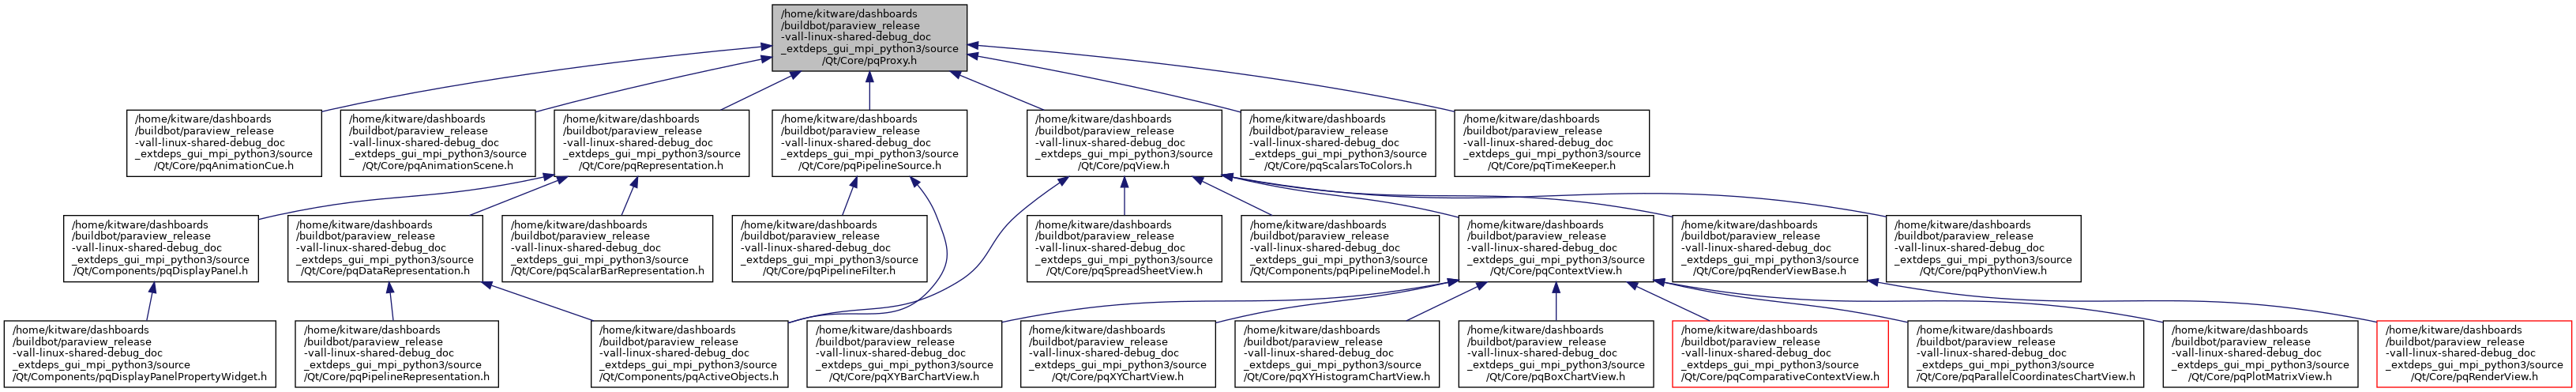 /home/kitware/dashboards
/buildbot/paraview_release
-vall-linux-shared-debug_doc
_extdeps_gui_mpi_python3/source
/Qt/Core/pqProxy.h
/home/kitware/dashboards
/buildbot/paraview_release
-vall-linux-shared-debug_doc
_extdeps_gui_mpi_python3/source
/Qt/Core/pqAnimationCue.h
/home/kitware/dashboards
/buildbot/paraview_release
-vall-linux-shared-debug_doc
_extdeps_gui_mpi_python3/source
/Qt/Core/pqAnimationScene.h
/home/kitware/dashboards
/buildbot/paraview_release
-vall-linux-shared-debug_doc
_extdeps_gui_mpi_python3/source
/Qt/Core/pqRepresentation.h
/home/kitware/dashboards
/buildbot/paraview_release
-vall-linux-shared-debug_doc
_extdeps_gui_mpi_python3/source
/Qt/Core/pqPipelineSource.h
/home/kitware/dashboards
/buildbot/paraview_release
-vall-linux-shared-debug_doc
_extdeps_gui_mpi_python3/source
/Qt/Core/pqView.h
/home/kitware/dashboards
/buildbot/paraview_release
-vall-linux-shared-debug_doc
_extdeps_gui_mpi_python3/source
/Qt/Core/pqScalarsToColors.h
/home/kitware/dashboards
/buildbot/paraview_release
-vall-linux-shared-debug_doc
_extdeps_gui_mpi_python3/source
/Qt/Core/pqTimeKeeper.h
/home/kitware/dashboards
/buildbot/paraview_release
-vall-linux-shared-debug_doc
_extdeps_gui_mpi_python3/source
/Qt/Components/pqDisplayPanel.h
/home/kitware/dashboards
/buildbot/paraview_release
-vall-linux-shared-debug_doc
_extdeps_gui_mpi_python3/source
/Qt/Core/pqDataRepresentation.h
/home/kitware/dashboards
/buildbot/paraview_release
-vall-linux-shared-debug_doc
_extdeps_gui_mpi_python3/source
/Qt/Core/pqScalarBarRepresentation.h
/home/kitware/dashboards
/buildbot/paraview_release
-vall-linux-shared-debug_doc
_extdeps_gui_mpi_python3/source
/Qt/Core/pqPipelineFilter.h
/home/kitware/dashboards
/buildbot/paraview_release
-vall-linux-shared-debug_doc
_extdeps_gui_mpi_python3/source
/Qt/Core/pqSpreadSheetView.h
/home/kitware/dashboards
/buildbot/paraview_release
-vall-linux-shared-debug_doc
_extdeps_gui_mpi_python3/source
/Qt/Components/pqPipelineModel.h
/home/kitware/dashboards
/buildbot/paraview_release
-vall-linux-shared-debug_doc
_extdeps_gui_mpi_python3/source
/Qt/Core/pqContextView.h
/home/kitware/dashboards
/buildbot/paraview_release
-vall-linux-shared-debug_doc
_extdeps_gui_mpi_python3/source
/Qt/Core/pqRenderViewBase.h
/home/kitware/dashboards
/buildbot/paraview_release
-vall-linux-shared-debug_doc
_extdeps_gui_mpi_python3/source
/Qt/Core/pqPythonView.h
/home/kitware/dashboards
/buildbot/paraview_release
-vall-linux-shared-debug_doc
_extdeps_gui_mpi_python3/source
/Qt/Components/pqDisplayPanelPropertyWidget.h
/home/kitware/dashboards
/buildbot/paraview_release
-vall-linux-shared-debug_doc
_extdeps_gui_mpi_python3/source
/Qt/Core/pqPipelineRepresentation.h
/home/kitware/dashboards
/buildbot/paraview_release
-vall-linux-shared-debug_doc
_extdeps_gui_mpi_python3/source
/Qt/Components/pqActiveObjects.h
/home/kitware/dashboards
/buildbot/paraview_release
-vall-linux-shared-debug_doc
_extdeps_gui_mpi_python3/source
/Qt/Core/pqXYBarChartView.h
/home/kitware/dashboards
/buildbot/paraview_release
-vall-linux-shared-debug_doc
_extdeps_gui_mpi_python3/source
/Qt/Core/pqXYChartView.h
/home/kitware/dashboards
/buildbot/paraview_release
-vall-linux-shared-debug_doc
_extdeps_gui_mpi_python3/source
/Qt/Core/pqXYHistogramChartView.h
/home/kitware/dashboards
/buildbot/paraview_release
-vall-linux-shared-debug_doc
_extdeps_gui_mpi_python3/source
/Qt/Core/pqBoxChartView.h
/home/kitware/dashboards
/buildbot/paraview_release
-vall-linux-shared-debug_doc
_extdeps_gui_mpi_python3/source
/Qt/Core/pqComparativeContextView.h
/home/kitware/dashboards
/buildbot/paraview_release
-vall-linux-shared-debug_doc
_extdeps_gui_mpi_python3/source
/Qt/Core/pqParallelCoordinatesChartView.h
/home/kitware/dashboards
/buildbot/paraview_release
-vall-linux-shared-debug_doc
_extdeps_gui_mpi_python3/source
/Qt/Core/pqPlotMatrixView.h
/home/kitware/dashboards
/buildbot/paraview_release
-vall-linux-shared-debug_doc
_extdeps_gui_mpi_python3/source
/Qt/Core/pqRenderView.h